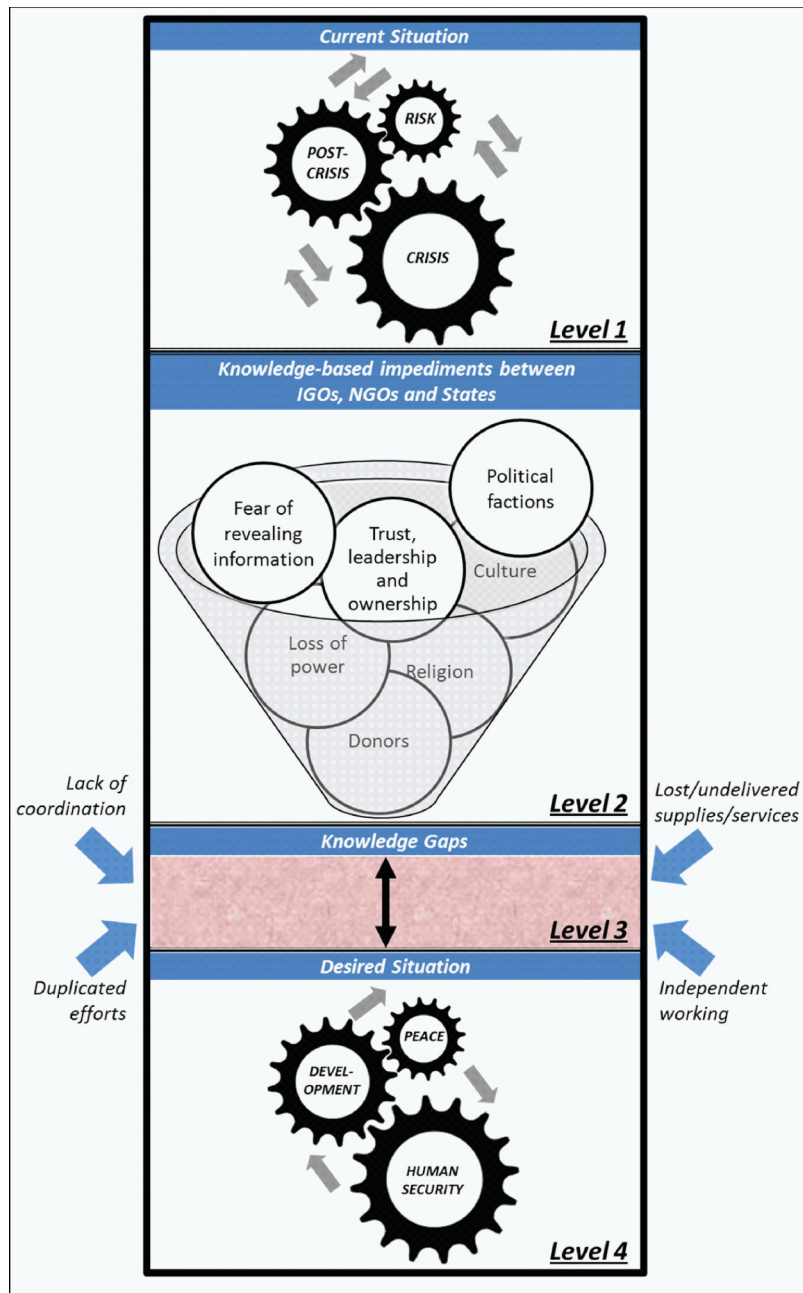 Current Situation
RISK
POST-
CRISIS
CRISIS
Level 1
Knowledge-based impediments between
IGOs, NGOs and States
Political
factions
Fear of
revealing
information
Trust,
leadership
and
ownership
Culture
Loss of
power
Religion
Donors
Level 2
Lack of
coordination
Lost/undelivered
supplies/services
Knowledge Gaps
Level 3
Duplicated
efforts
Independent
working
Desired Situation
PEACE
DEVEL-
OPMENT
HUMAN
SECURITY
Level 4